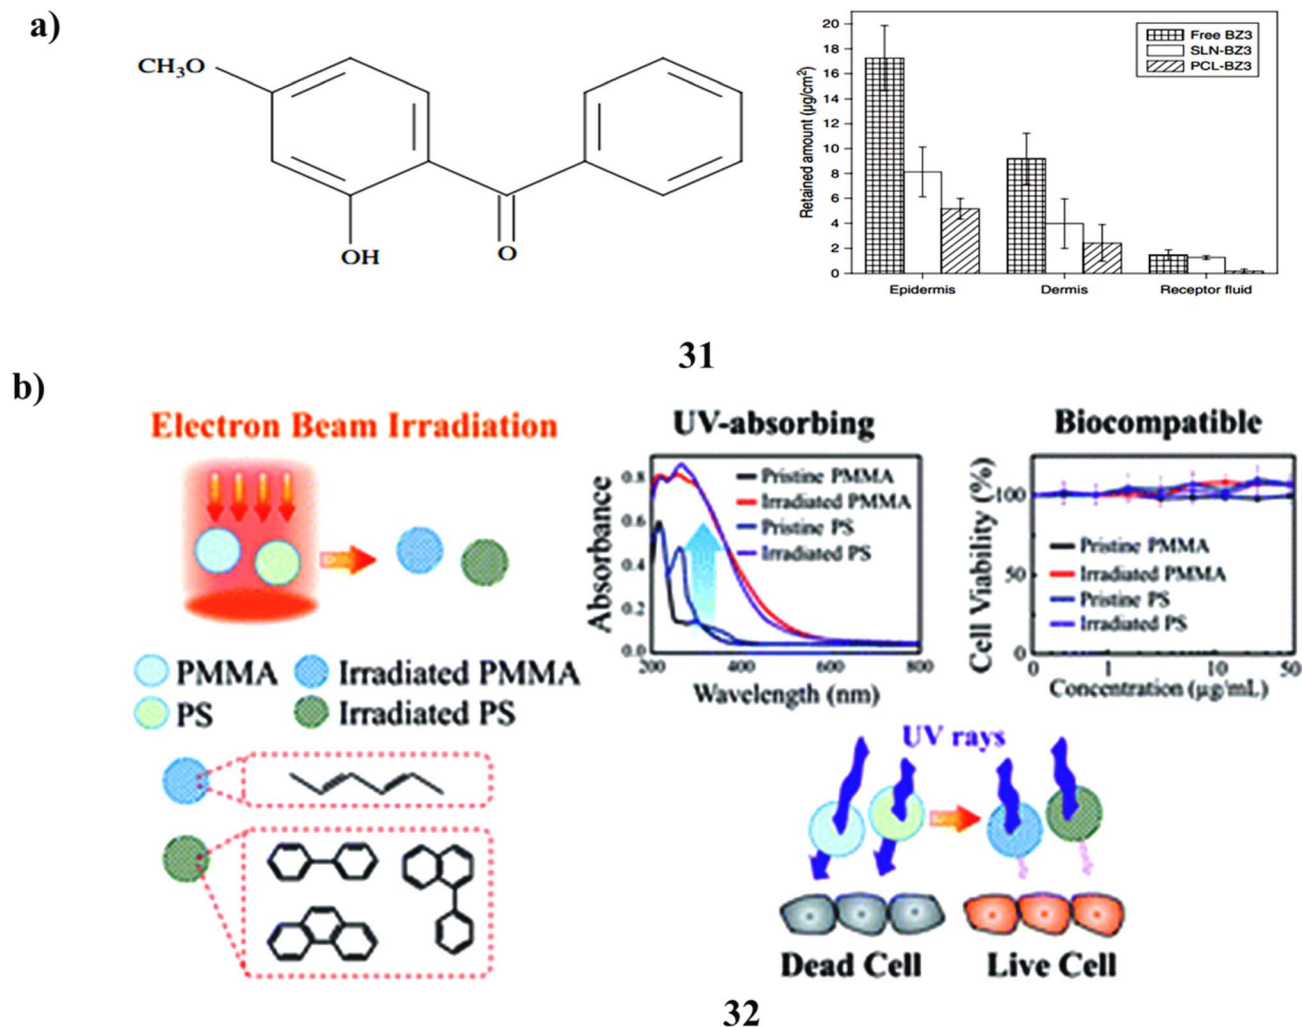 a)
CH₃O
OH
O
Retained amount (µg/cm²)
20
18
16
14
12
10
8
6
4
2
0
Free BZ3
SLN-BZ3
PCL-BZ3
Epidermis
Dermis
Receptor fluid
31
b)
Electron Beam Irradiation
PMMA
Irradiated PMMA
PS
Irradiated PS
UV-absorbing
Absorbance
0.8
0.6
0.4
0.2
0.0
Pristine PMMA
Irradiated PMMA
Pristine PS
Irradiated PS
200
400
600
800
Wavelength (nm)
Biocompatible
Cell Viability (%)
100
50
0
Pristine PMMA
Irradiated PMMA
Pristine PS
Irradiated PS
0
1
10
50
Concentration (µg/mL)
UV rays
Dead Cell
Live Cell
32